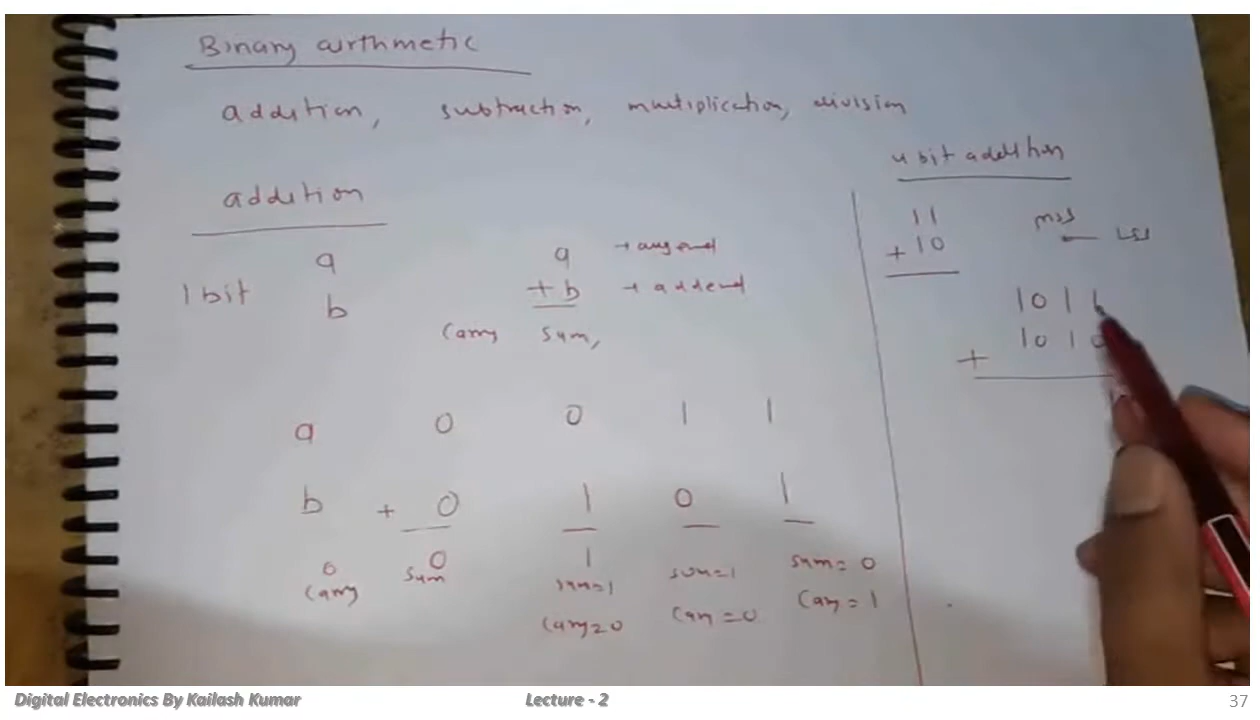 Binary airthmetic
addition, subtraction, multiplication, division
addition
1 bit
a
b
a → augend
+ b → addend
Carry Sum,
a 0 0 1 1
b + 0 1 0 1
0 0 1
Carry Sum
sum=1 sum=1 sum= 0
Carry=0 Carry=0 Carry=1
4 bit addition
11
+ 10
MSB
LSB
1011
+ 1010
Digital Electronics By Kailash Kumar
Lecture - 2
37